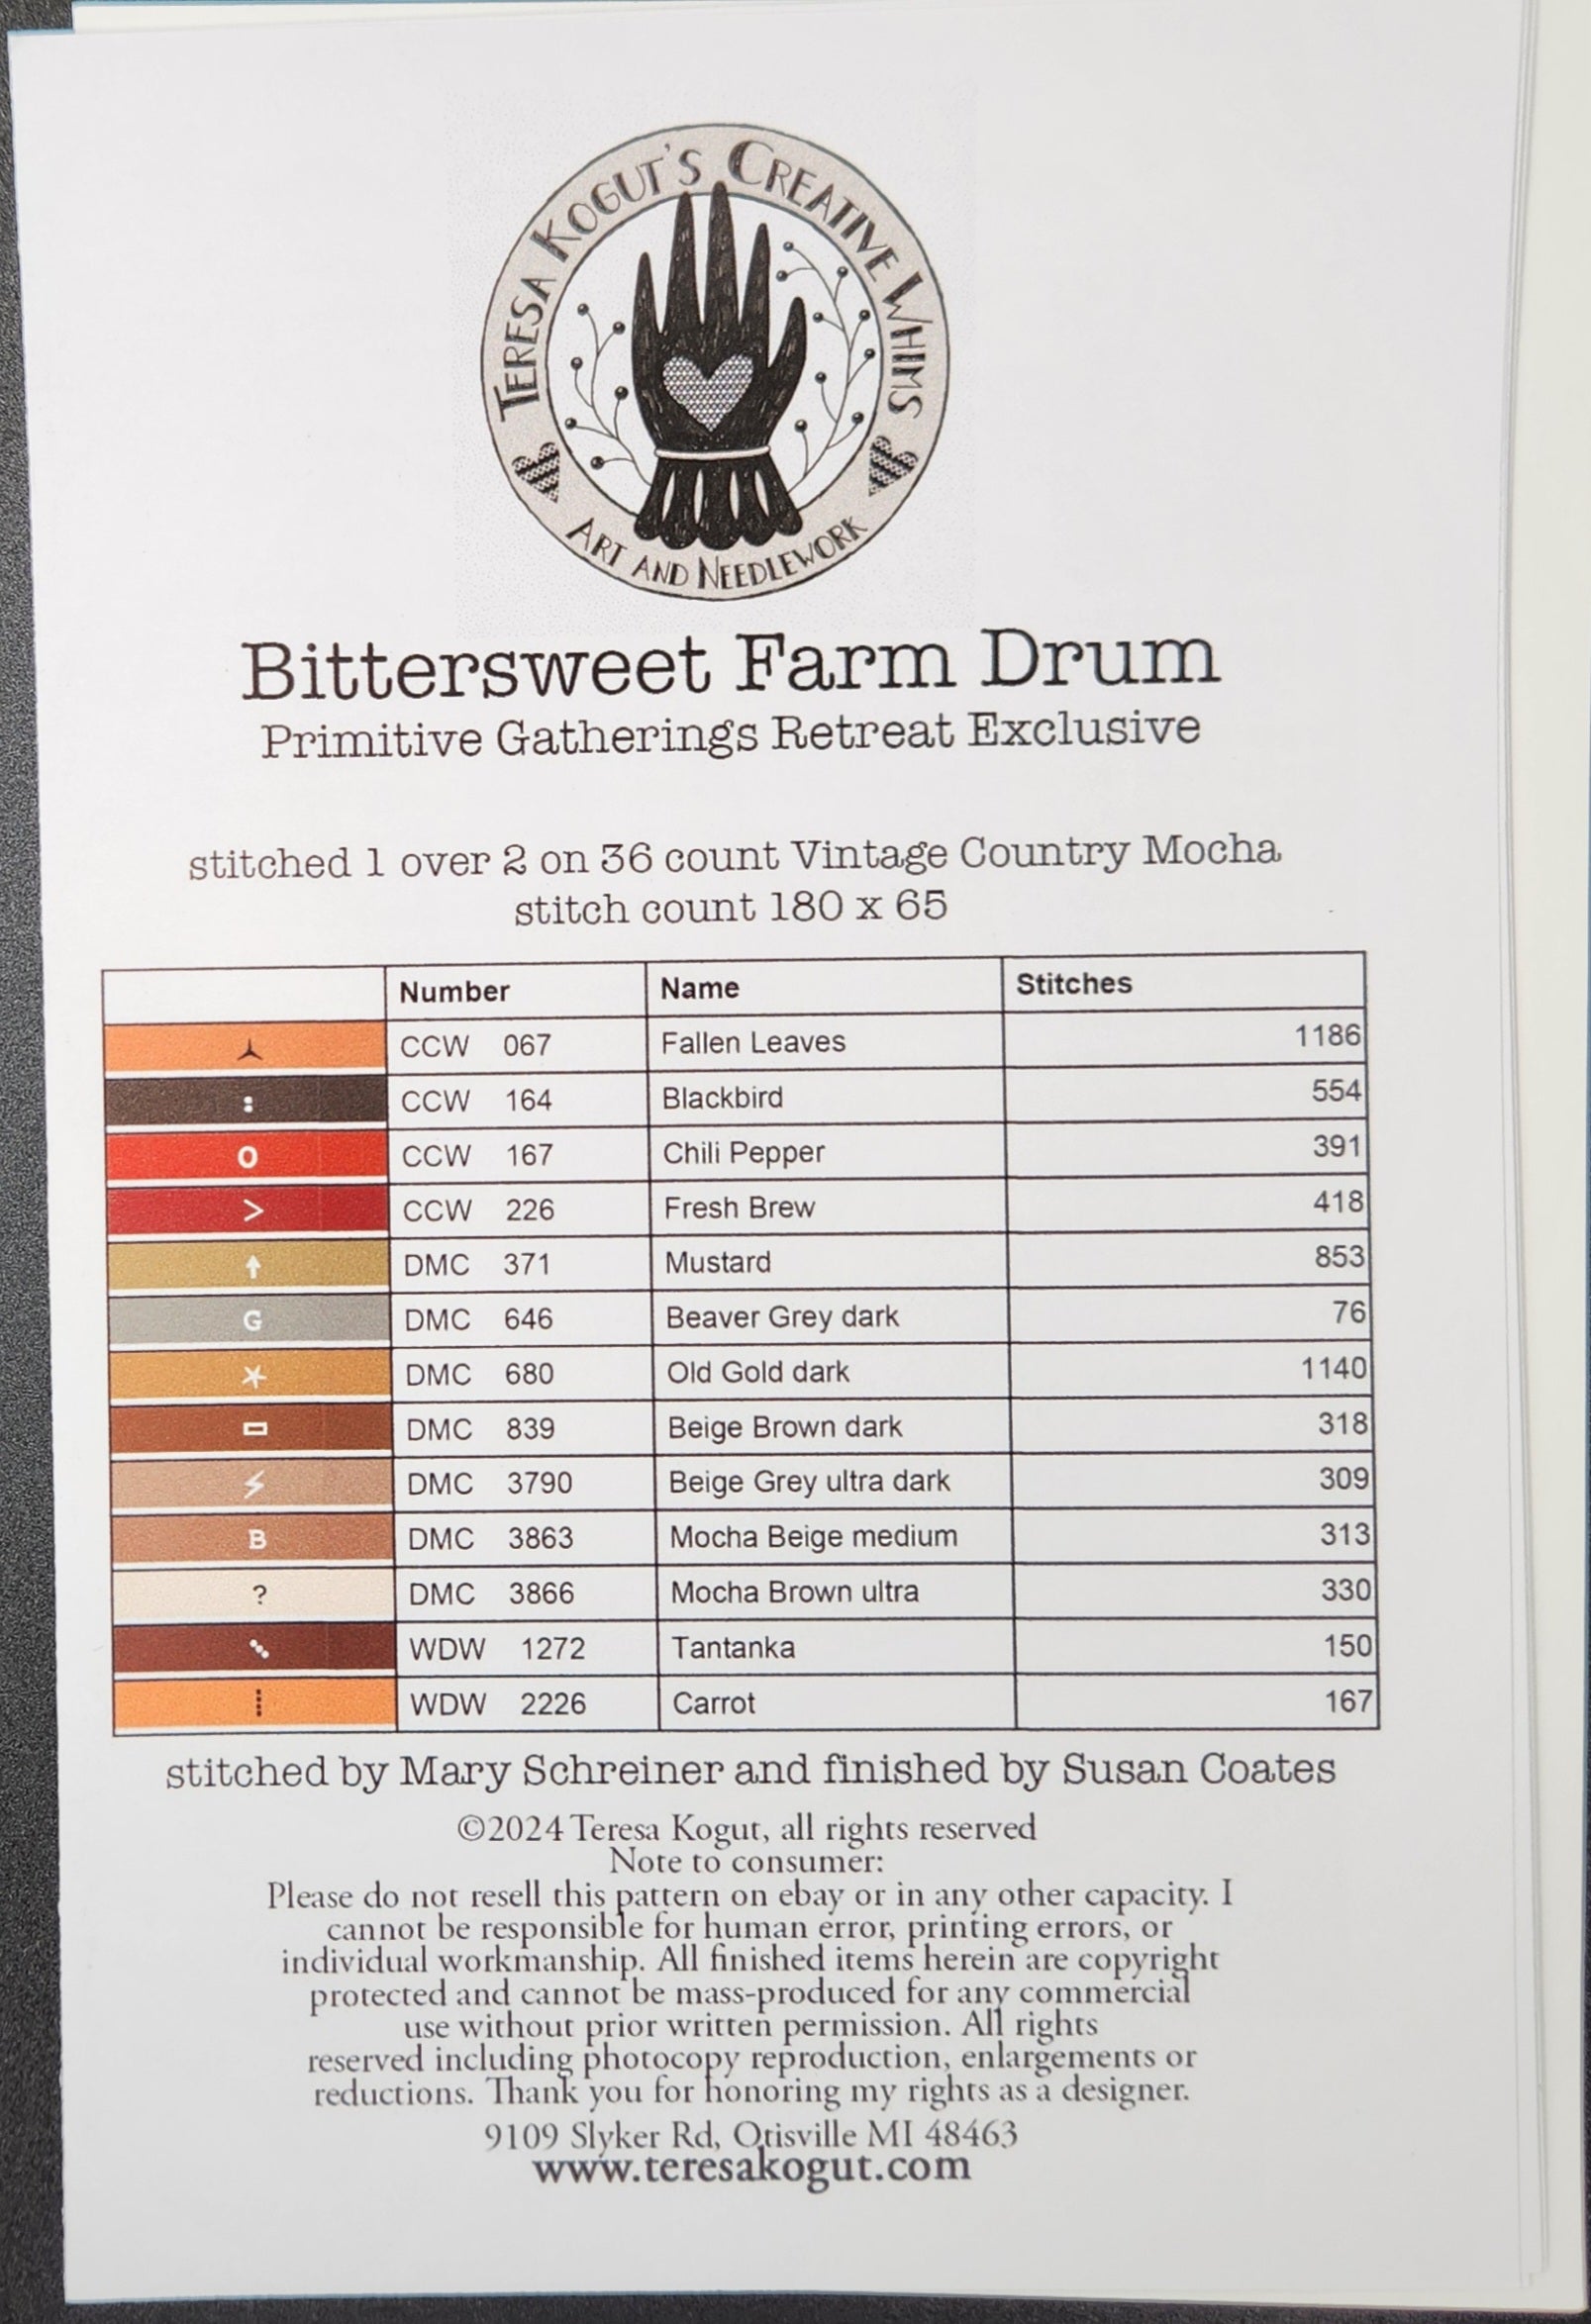 TERESA KOGUT'S CREATIVE WHIMS
ART AND NEEDLEWORK
Bittersweet Farm Drum
Primitive Gatherings Retreat Exclusive
stitched 1 over 2 on 36 count Vintage Country Mocha
stitch count 180 x 65
Number Name Stitches
CCW 067 Fallen Leaves 1186
: CCW 164 Blackbird 554
O CCW 167 Chili Pepper 391
> CCW 226 Fresh Brew 418
DMC 371 Mustard 853
G DMC 646 Beaver Grey dark 76
DMC 680 Old Gold dark 1140
DMC 839 Beige Brown dark 318
DMC 3790 Beige Grey ultra dark 309
B DMC 3863 Mocha Beige medium 313
? DMC 3866 Mocha Brown ultra 330
WDW 1272 Tantanka 150
WDW 2226 Carrot 167
stitched by Mary Schreiner and finished by Susan Coates
©2024 Teresa Kogut, all rights reserved
Note to consumer:
Please do not resell this pattern on ebay or in any other capacity. I
cannot be responsible for human error, printing errors, or
individual workmanship. All finished items herein are copyright
protected and cannot be mass-produced for any commercial
use without prior written permission. All rights
reserved including photocopy reproduction, enlargements or
reductions. Thank you for honoring my rights as a designer.
9109 Slyker Rd, Otisville MI 48463
www.teresakogut.com